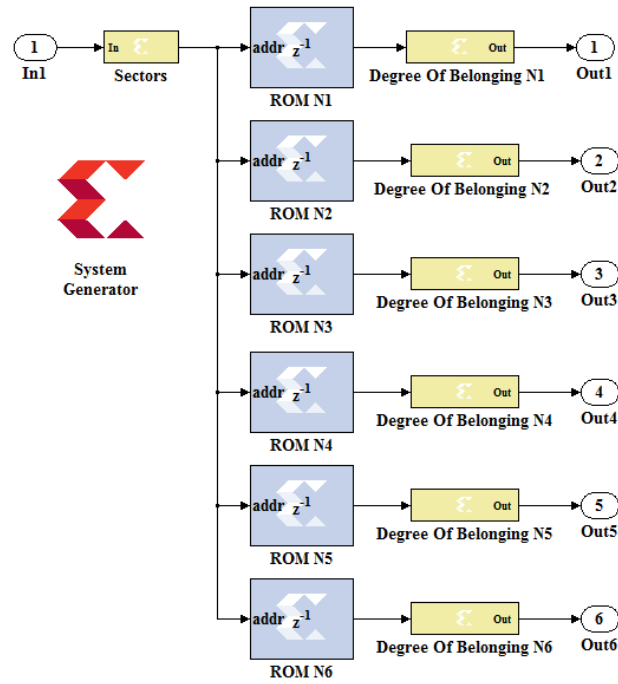 1
In1
In
Sectors
addr z-1
ROM N1
Out
Degree Of Belonging N1
1
Out1
addr z-1
ROM N2
Out
Degree Of Belonging N2
2
Out2
System
Generator
addr z-1
ROM N3
Out
Degree Of Belonging N3
3
Out3
addr z-1
ROM N4
Out
Degree Of Belonging N4
4
Out4
addr z-1
ROM N5
Out
Degree Of Belonging N5
5
Out5
addr z-1
ROM N6
Out
Degree Of Belonging N6
6
Out6